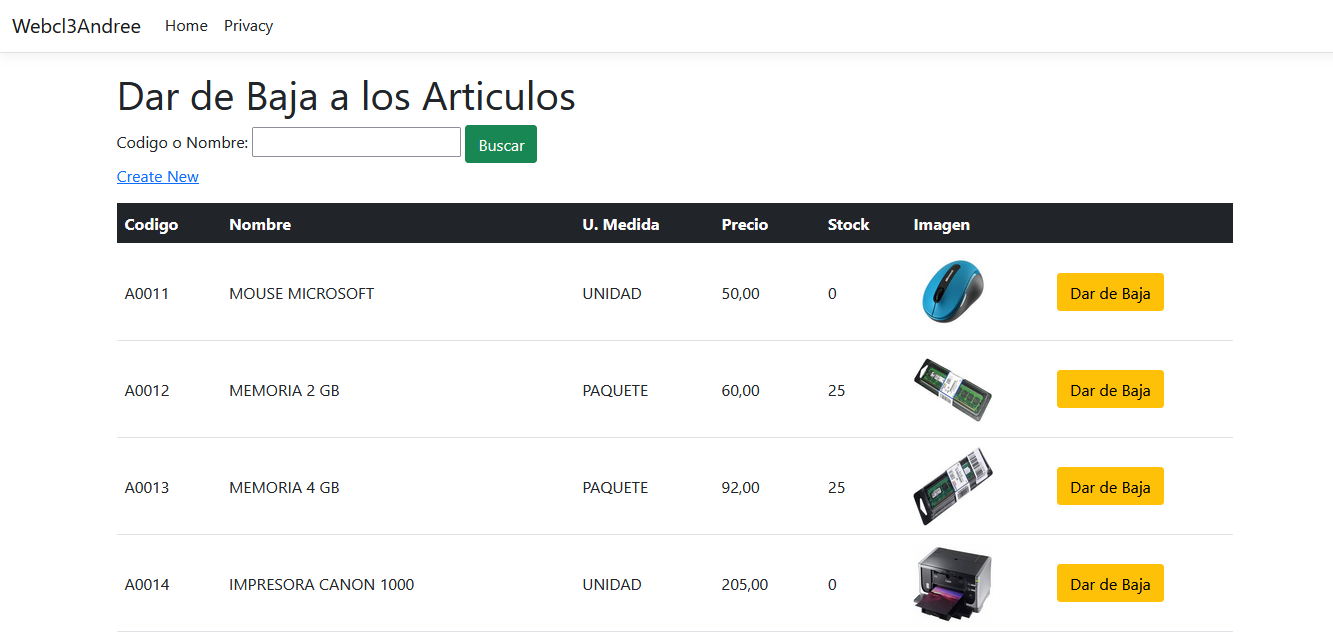 Webcl3Andree Home Privacy
Dar de Baja a los Articulos
Codigo o Nombre: Buscar
Create New
Codigo Nombre U. Medida Precio Stock Imagen
A0011 MOUSE MICROSOFT UNIDAD 50,00 0 Dar de Baja
A0012 MEMORIA 2 GB PAQUETE 60,00 25 Dar de Baja
A0013 MEMORIA 4 GB PAQUETE 92,00 25 Dar de Baja
A0014 IMPRESORA CANON 1000 UNIDAD 205,00 0 Dar de Baja